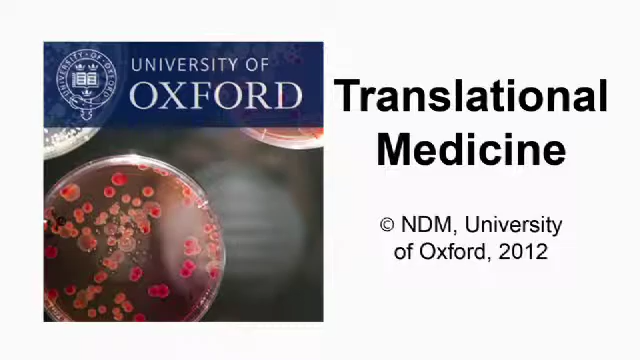 UNIVERSITY OF
OXFORD
Translational
Medicine
© NDM, University
of Oxford, 2012